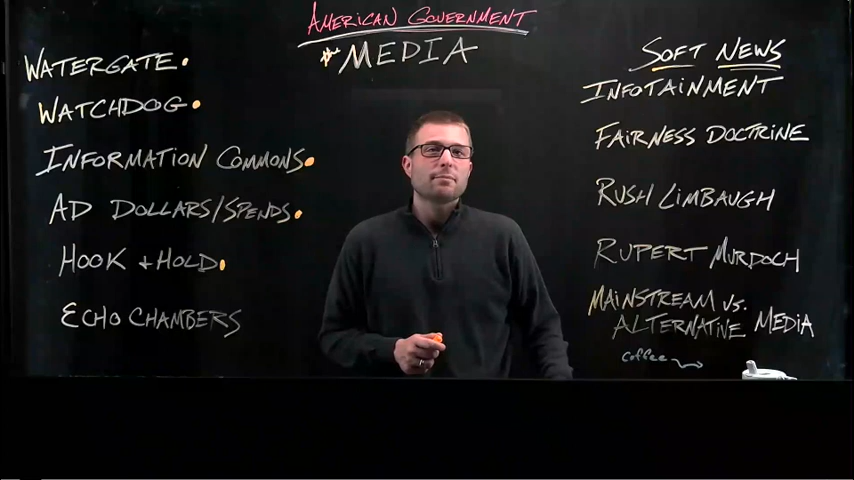 AMERICAN GOVERNMENT
MEDIA
WATERGATE
WATCHDOG
INFORMATION COMMONS
AD DOLLARS/SPENDS
HOOK + HOLD
ECHO CHAMBERS
SOFT NEWS
INFOTAINMENT
FAIRNESS DOCTRINE
RUSH LIMBAUGH
RUPERT MURDOCH
MAINSTREAM vs.
ALTERNATIVE MEDIA
coffee